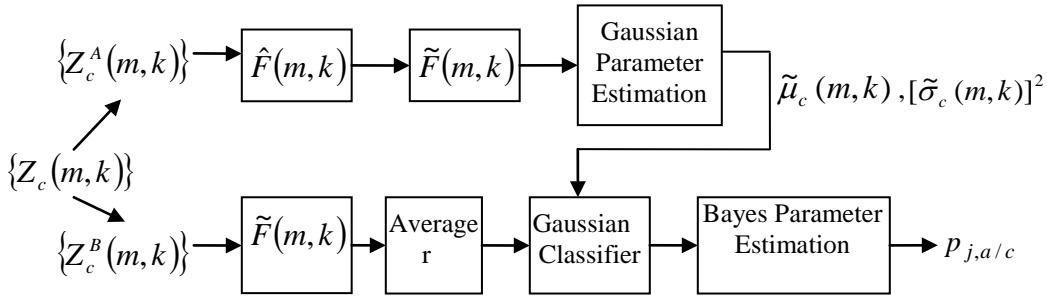 {Z_c^A(m,k)}
F̂(m,k)
F̃(m,k)
Gaussian
Parameter
Estimation
μ̃_c (m,k) ,[σ̃_c (m,k)]²
{Z_c(m,k)}
{Z_c^B(m,k)}
F̃(m,k)
Average
r
Gaussian
Classifier
Bayes Parameter
Estimation
p_{j,a/c}